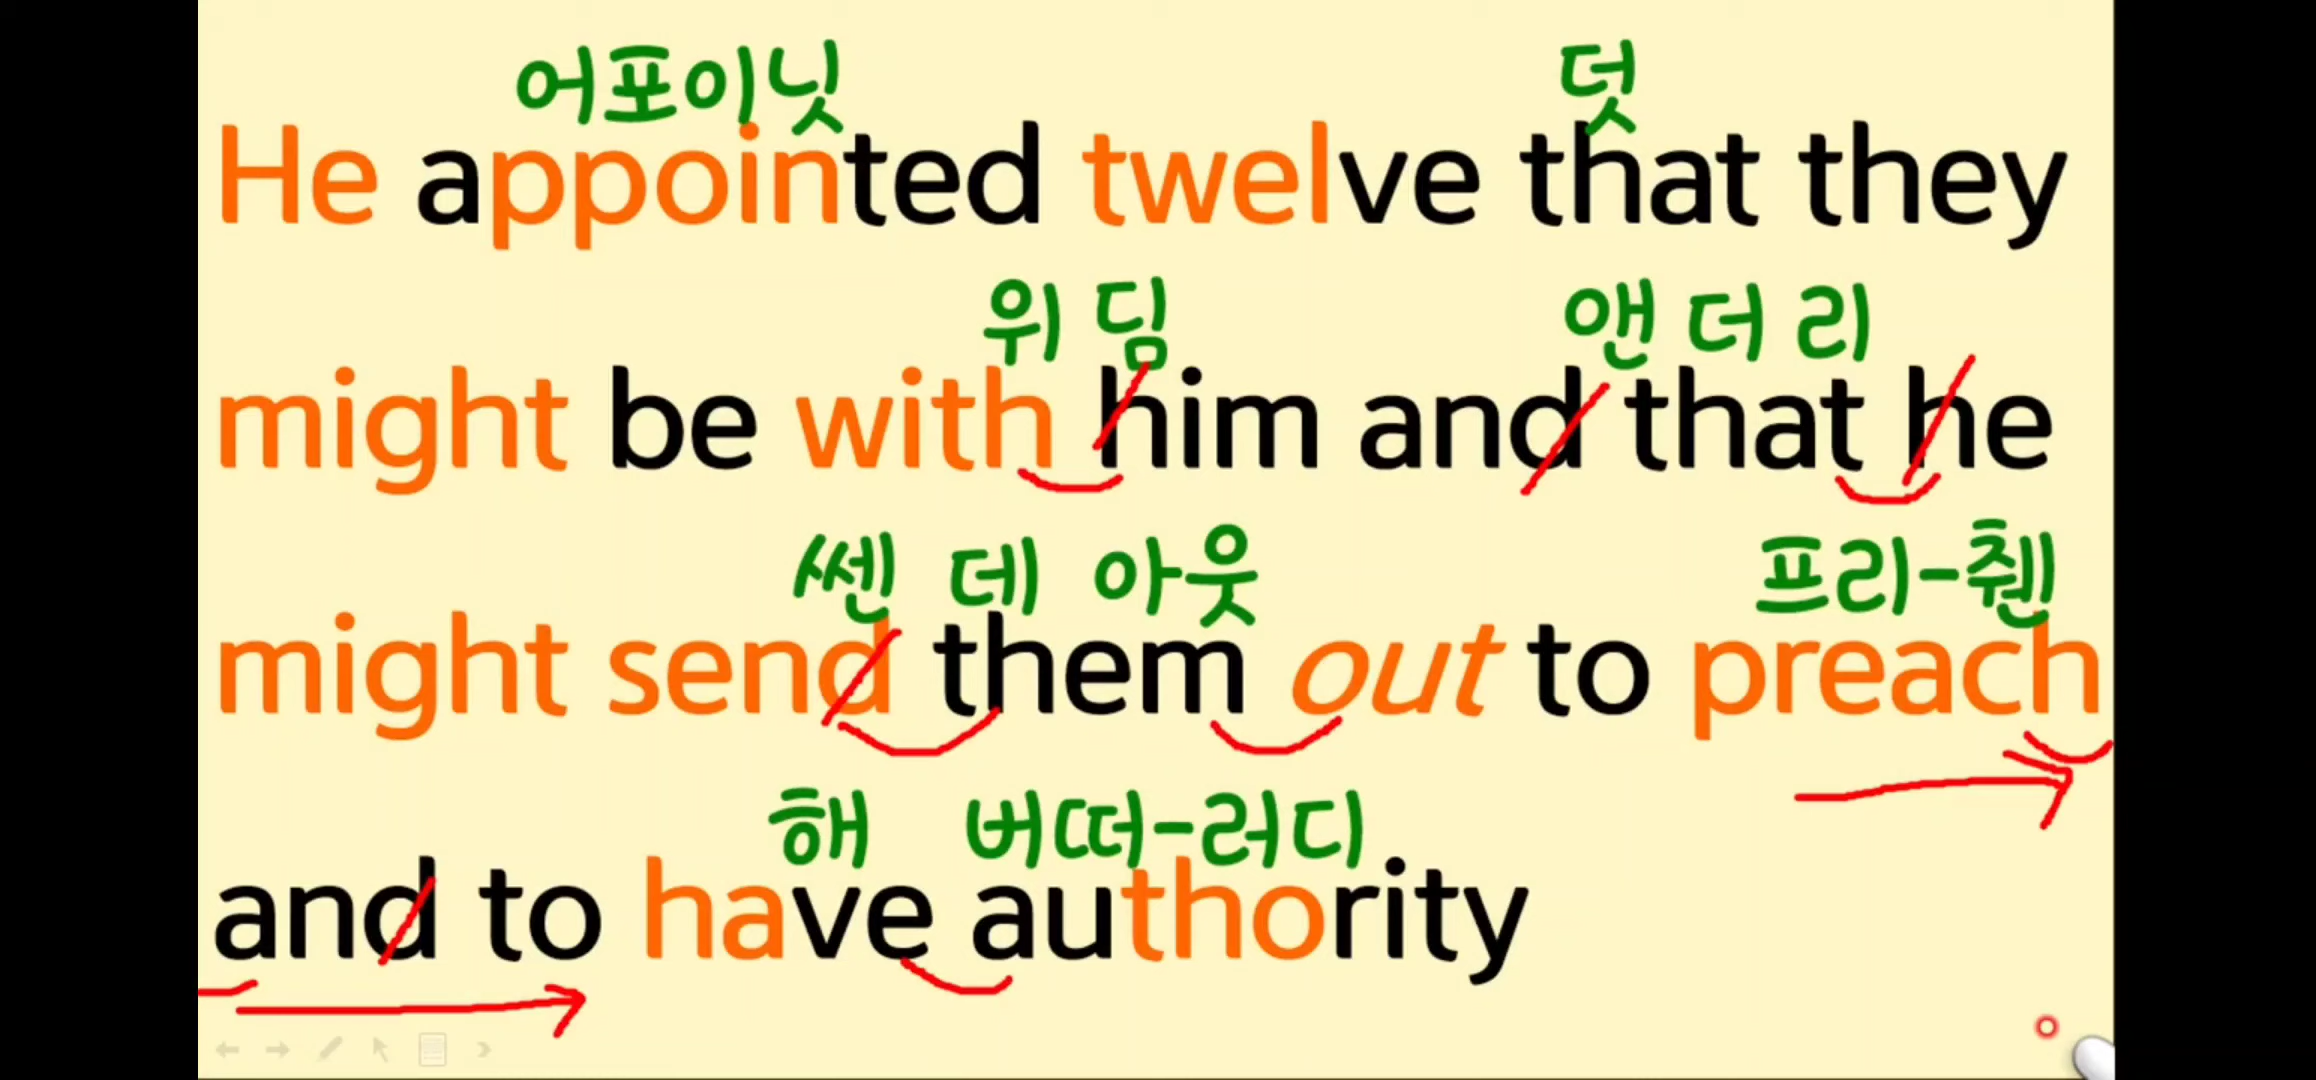 어포이닛 덧
He appointed twelve that they
위 딤 앤 더 리
might be with him and that he
쎈 데 아웃 프리-췐
might send them out to preach
해 버떠-러디
and to have authority